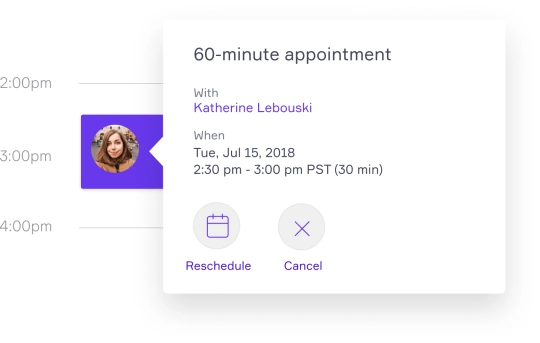 2:00pm
3:00pm
4:00pm
60-minute appointment
With
Katherine Lebouski
When
Tue, Jul 15, 2018
2:30 pm - 3:00 pm PST (30 min)
Reschedule
Cancel